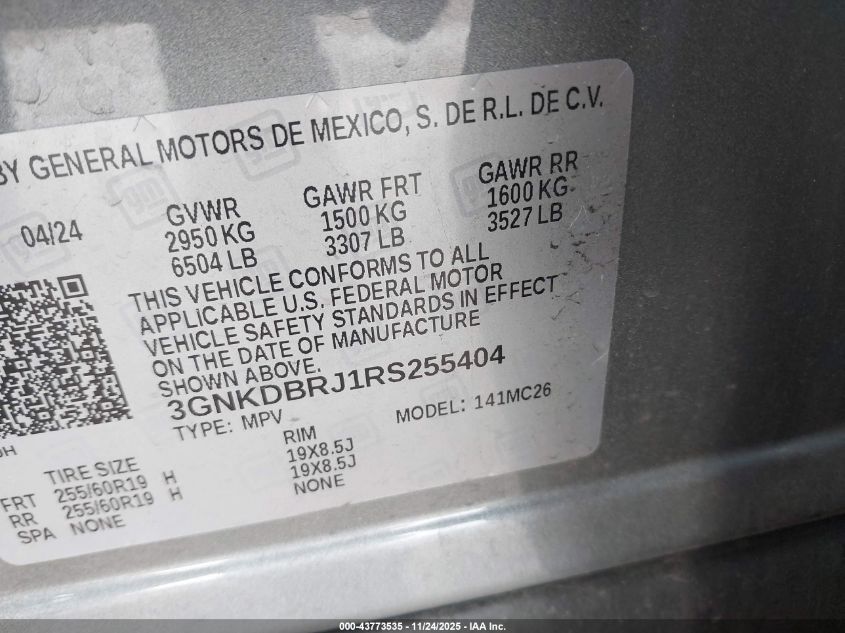 BY GENERAL MOTORS DE MEXICO, S. DE R.L. DE C.V.
04/24 GVWR GAWR FRT GAWR RR
2950 KG 1500 KG 1600 KG
6504 LB 3307 LB 3527 LB
THIS VEHICLE CONFORMS TO ALL
APPLICABLE U.S. FEDERAL MOTOR
VEHICLE SAFETY STANDARDS IN EFFECT
ON THE DATE OF MANUFACTURE
SHOWN ABOVE.
3GNKDBRJ1RS255404
TYPE: MPV MODEL: 141MC26
TIRE SIZE RIM
FRT 255/60R19 H 19X8.5J
RR 255/60R19 H 19X8.5J
SPA NONE NONE
000-43773535 - 11/24/2025 - IAA Inc.